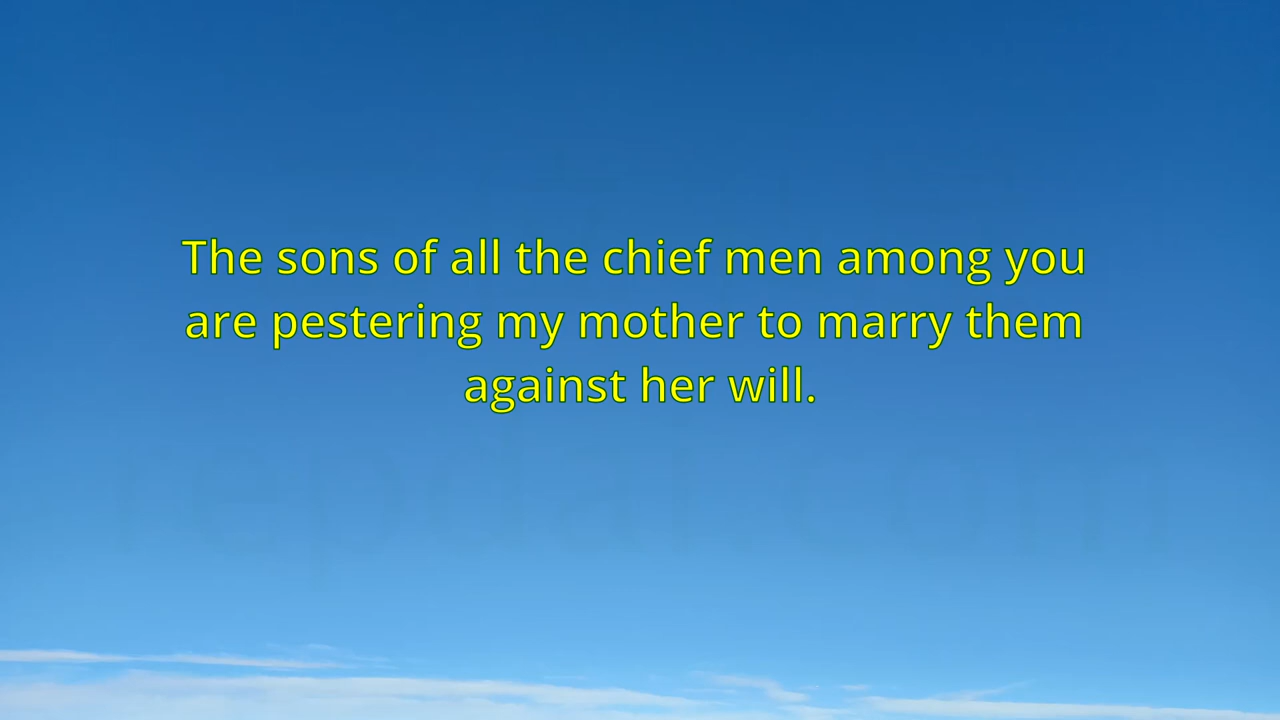 The sons of all the chief men among you
are pestering my mother to marry them
against her will.